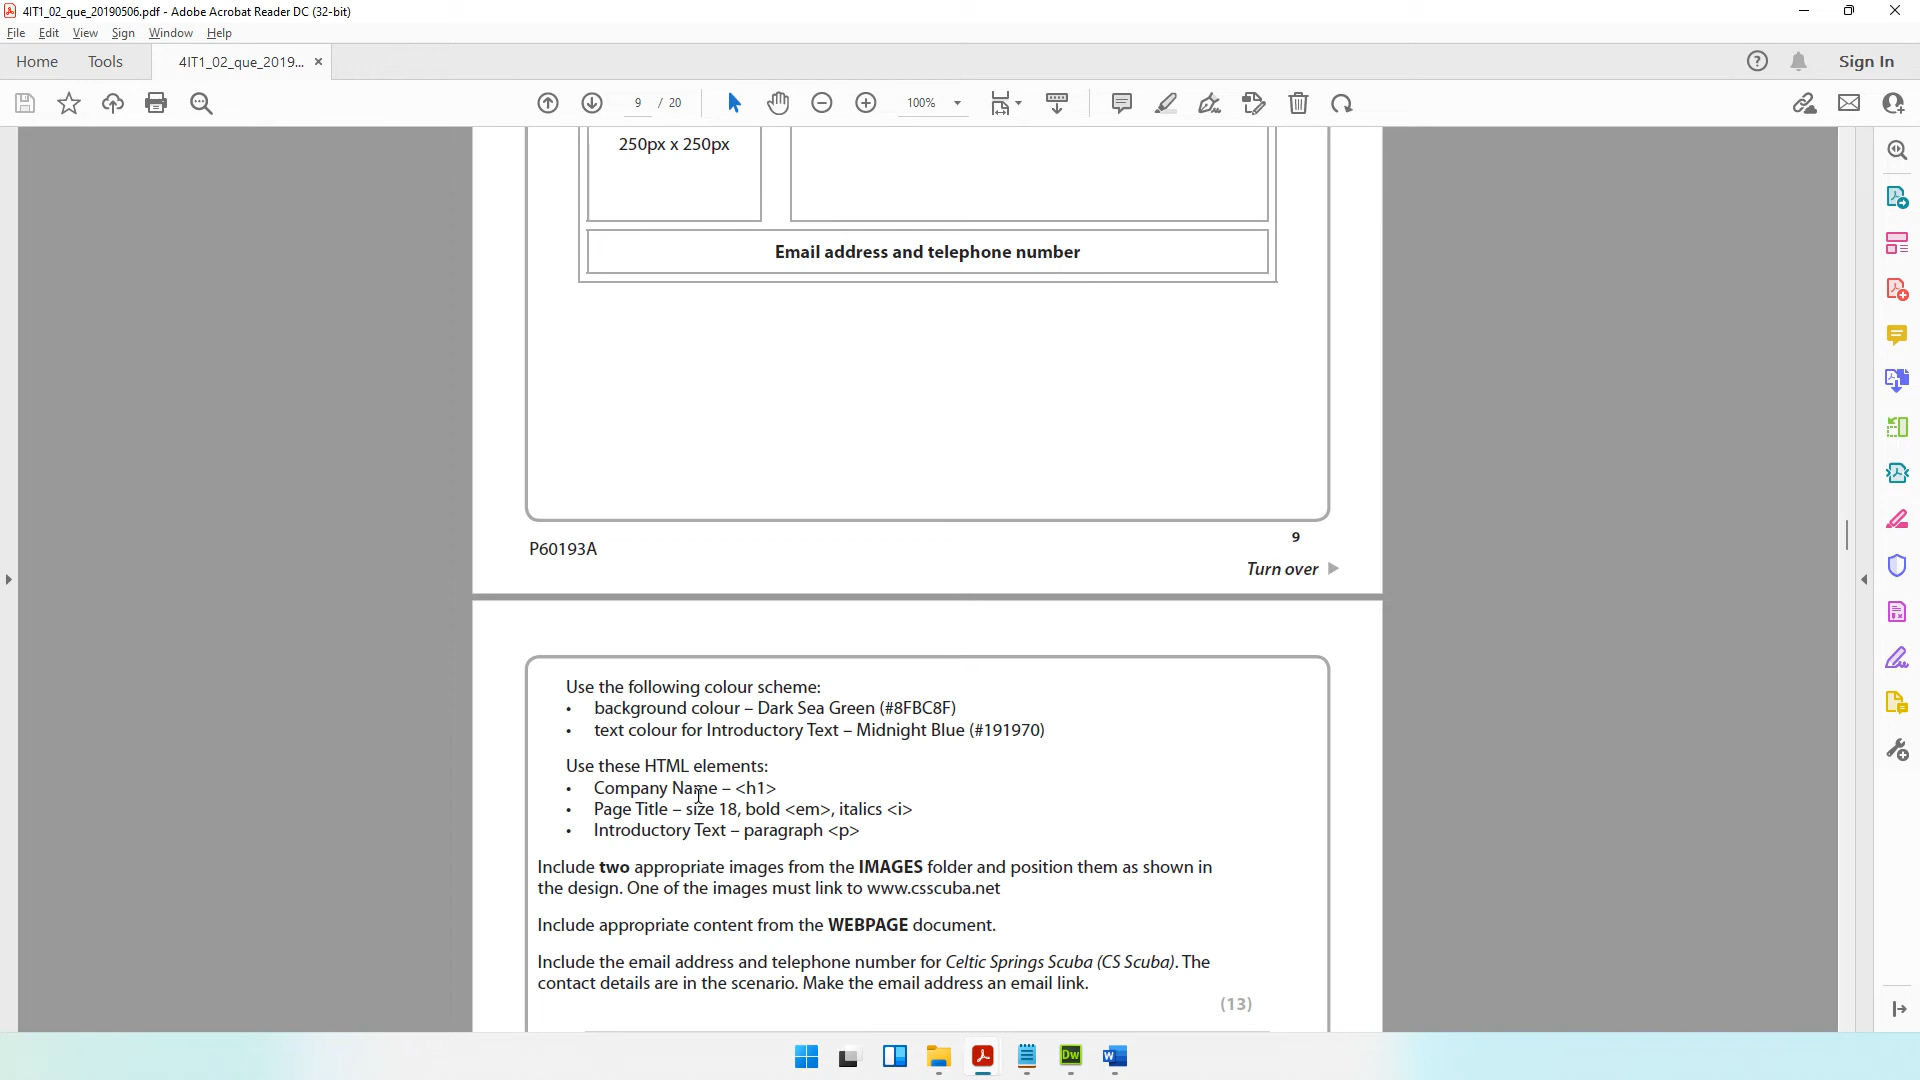 4IT1_02_que_20190506.pdf - Adobe Acrobat Reader DC (32-bit)
File Edit View Sign Window Help
Home Tools 4IT1_02_que_2019... × Sign In
9 / 20 100%
250px x 250px
Email address and telephone number
9
P60193A
Turn over
Use the following colour scheme:
• background colour – Dark Sea Green (#8FBC8F)
• text colour for Introductory Text – Midnight Blue (#191970)
Use these HTML elements:
• Company Name – <h1>
• Page Title – size 18, bold <em>, italics <i>
• Introductory Text – paragraph <p>
Include two appropriate images from the IMAGES folder and position them as shown in
the design. One of the images must link to www.csscuba.net
Include appropriate content from the WEBPAGE document.
Include the email address and telephone number for Celtic Springs Scuba (CS Scuba). The
contact details are in the scenario. Make the email address an email link.
(13)
Dw W